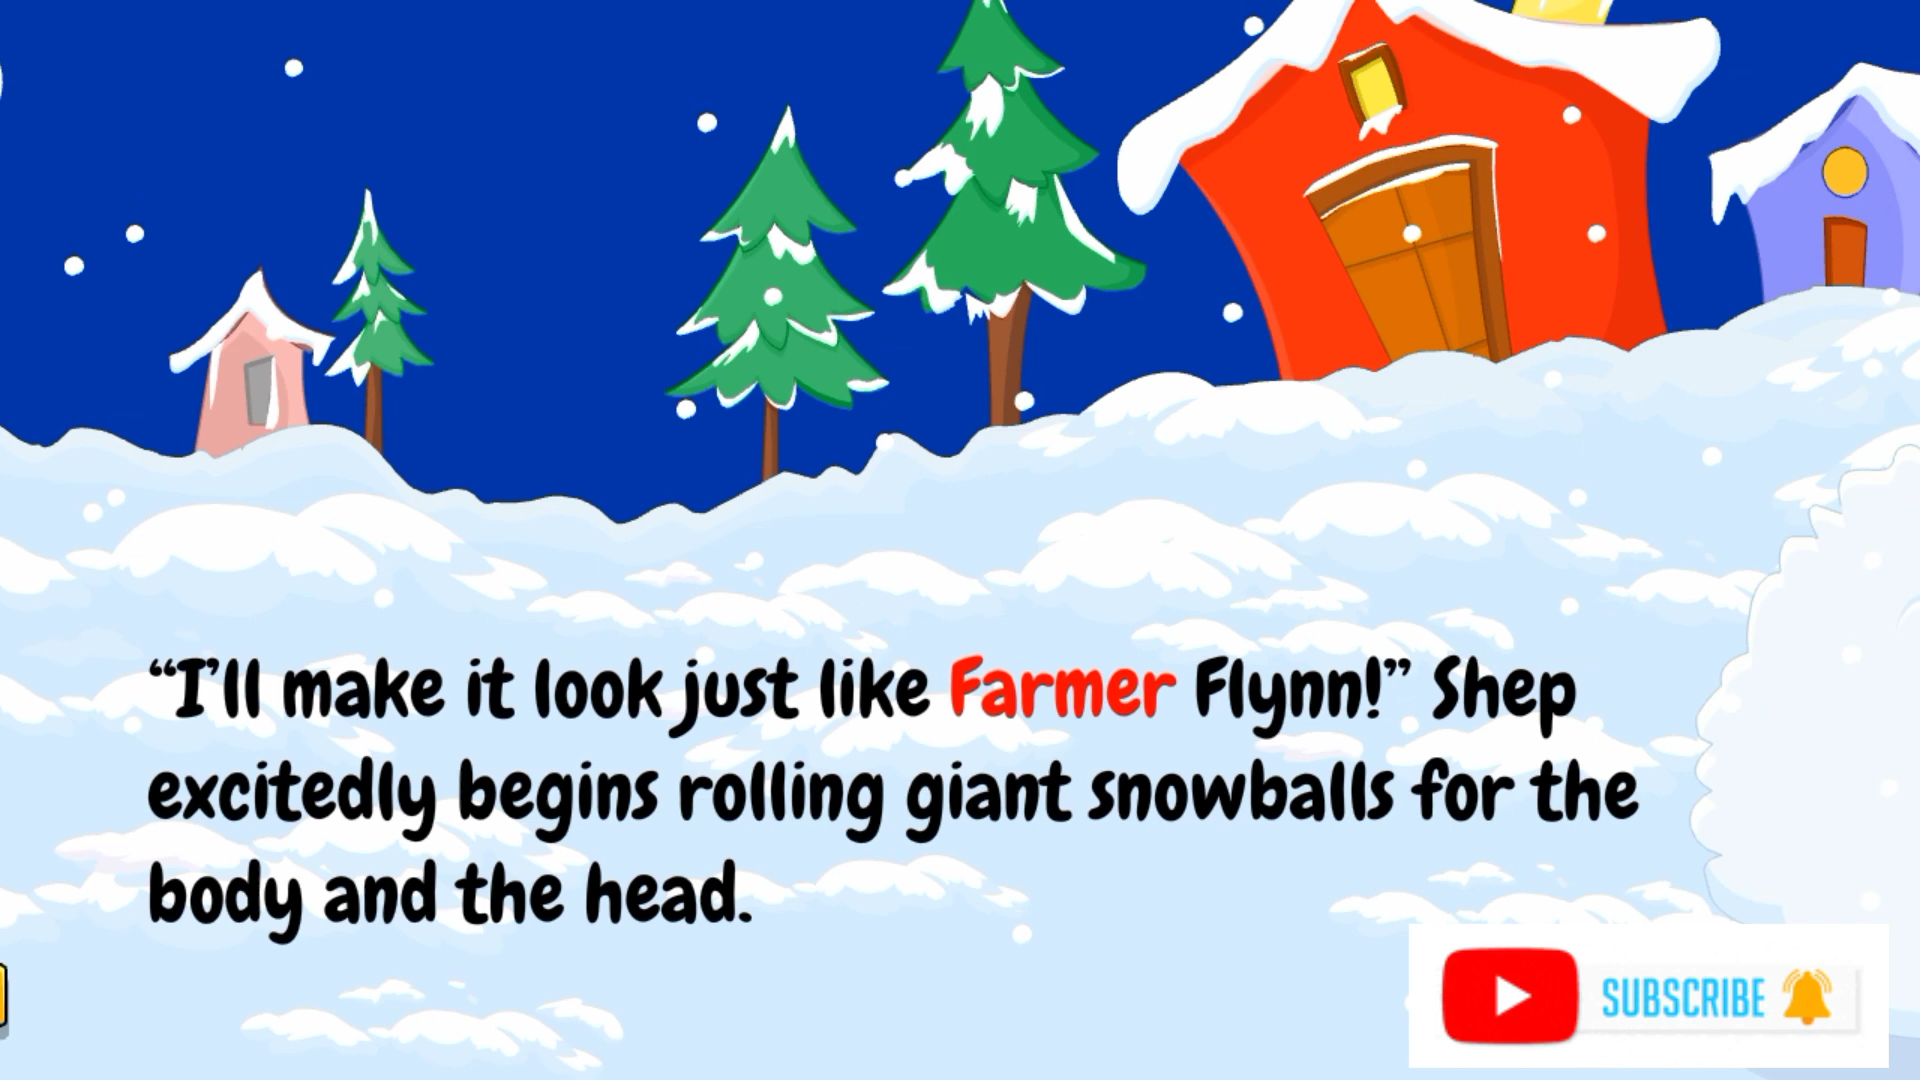 “I’ll make it look just like Farmer Flynn!” Shep
excitedly begins rolling giant snowballs for the
body and the head.
SUBSCRIBE